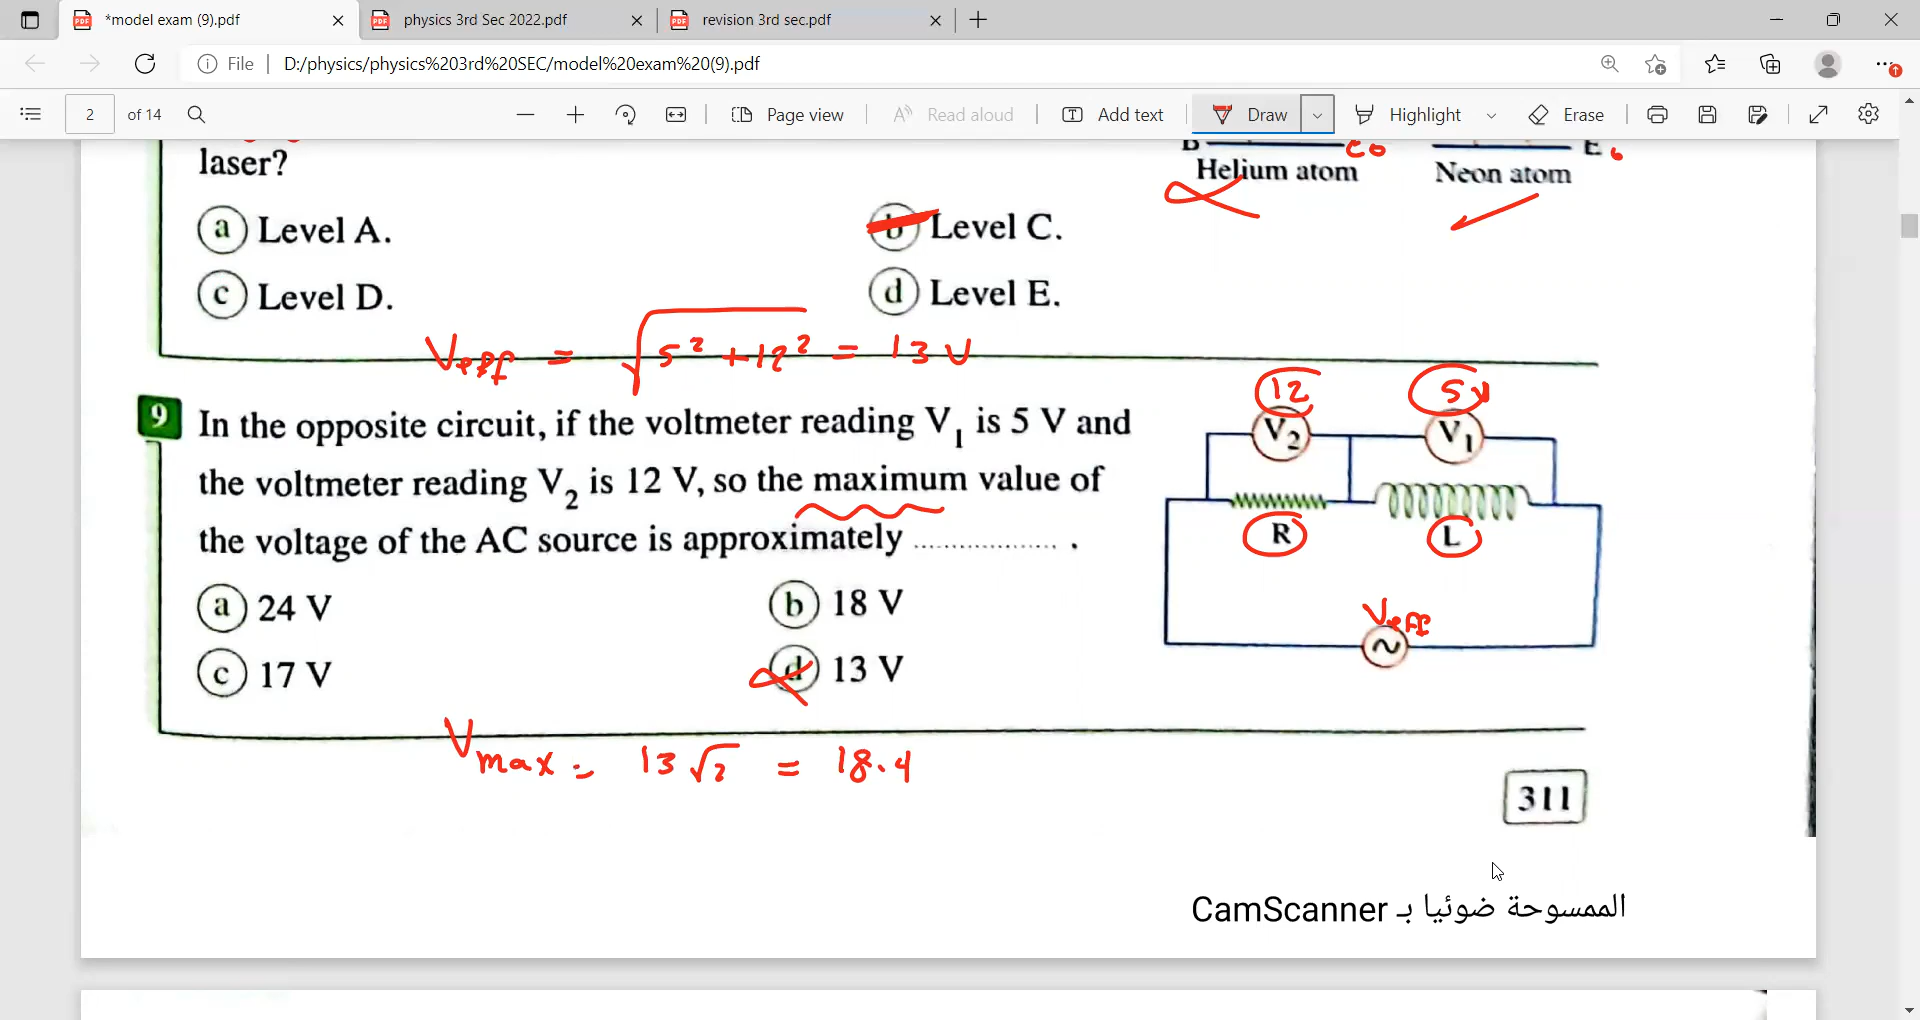 *model exam (9).pdf
physics 3rd Sec 2022.pdf
revision 3rd sec.pdf
File
D:/physics/physics%203rd%20SEC/model%20exam%20(9).pdf
2 of 14
Page view
Read aloud
Add text
Draw
Highlight
Erase
B
E
Helium atom
Neon atom
laser?
a Level A.
b Level C.
c Level D.
d Level E.
Veff = √5² + 12² = 13 V
12
5v
9 In the opposite circuit, if the voltmeter reading V₁ is 5 V and
the voltmeter reading V₂ is 12 V, so the maximum value of
the voltage of the AC source is approximately .................... .
V₂
V₁
R
L
Veff
a 24 V
b 18 V
c 17 V
d 13 V
Vmax = 13 √2 = 18.4
311
الممسوحة ضوئيا بـ CamScanner